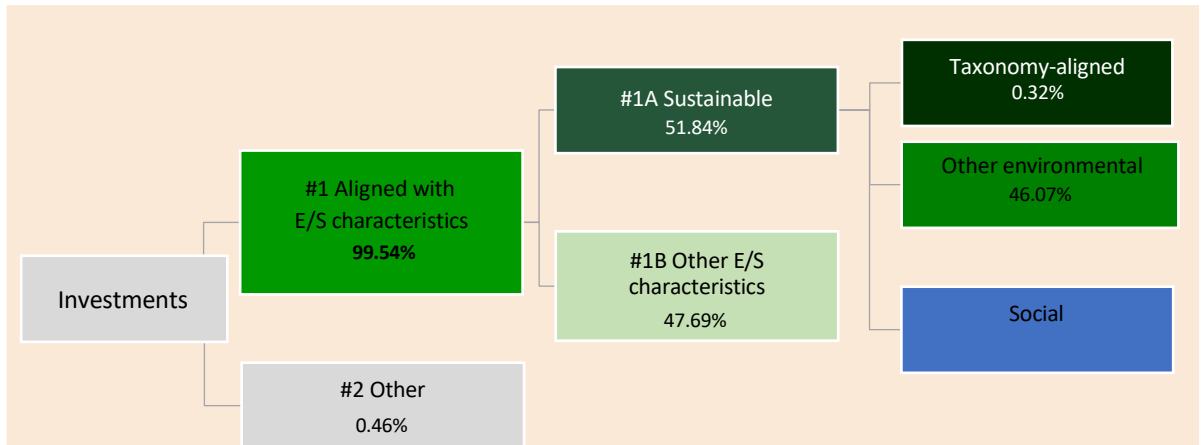 Investments
#1 Aligned with
E/S characteristics
99.54%
#2 Other
0.46%
#1A Sustainable
51.84%
#1B Other E/S
characteristics
47.69%
Taxonomy-aligned
0.32%
Other environmental
46.07%
Social